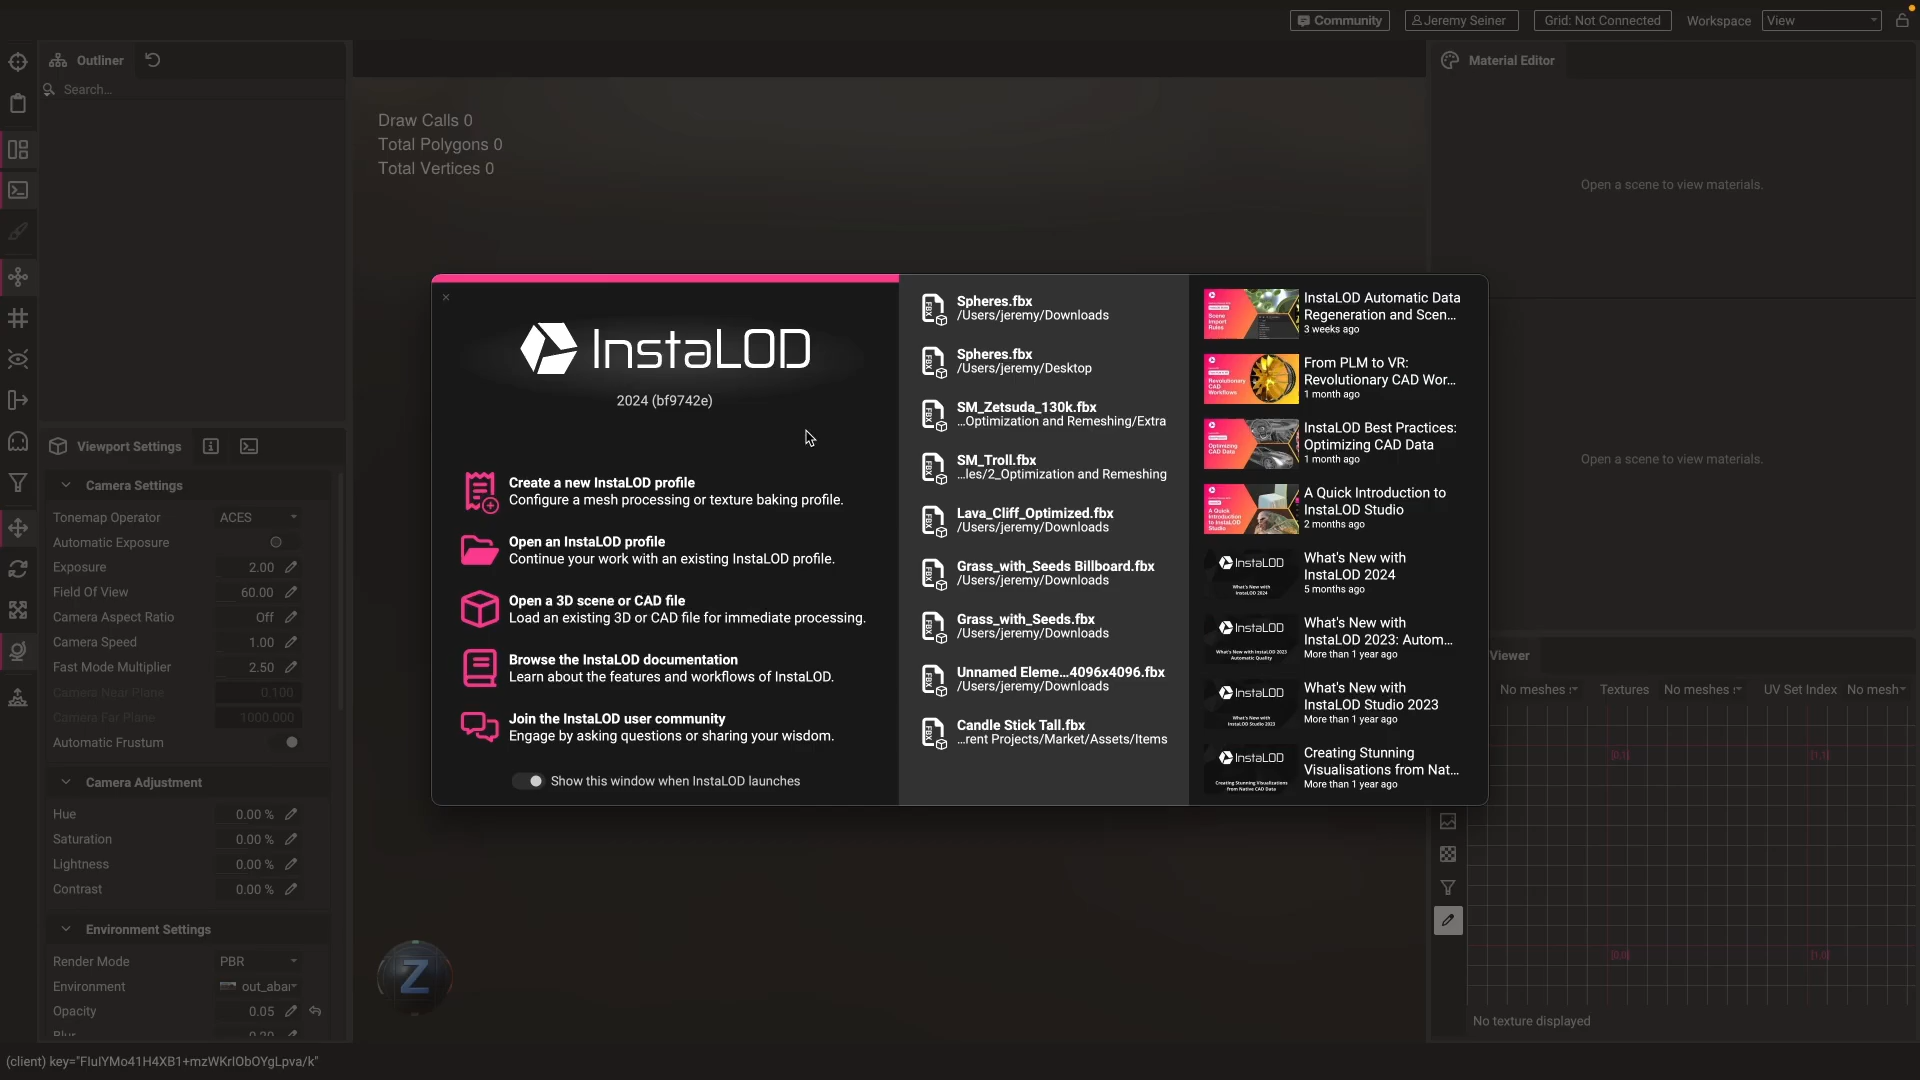 Community
Jeremy Seiner
Grid: Not Connected
Workspace
View
Outliner
Search...
Draw Calls 0
Total Polygons 0
Total Vertices 0
Material Editor
Open a scene to view materials.
Open a scene to view materials.
Viewport Settings
Camera Settings
Tonemap Operator ACES
Automatic Exposure
Exposure 2.00
Field Of View 60.00
Camera Aspect Ratio Off
Camera Speed 1.00
Fast Mode Multiplier 2.50
Camera Near Plane 0.100
Camera Far Plane 1000.000
Automatic Frustum
Camera Adjustment
Hue 0.00 %
Saturation 0.00 %
Lightness 0.00 %
Contrast 0.00 %
Environment Settings
Render Mode PBR
Environment out_abar
Opacity 0.05
Blur 0.20
InstaLOD
2024 (bf9742e)
Create a new InstaLOD profile
Configure a mesh processing or texture baking profile.
Open an InstaLOD profile
Continue your work with an existing InstaLOD profile.
Open a 3D scene or CAD file
Load an existing 3D or CAD file for immediate processing.
Browse the InstaLOD documentation
Learn about the features and workflows of InstaLOD.
Join the InstaLOD user community
Engage by asking questions or sharing your wisdom.
Show this window when InstaLOD launches
Spheres.fbx
/Users/jeremy/Downloads
Spheres.fbx
/Users/jeremy/Desktop
SM_Zetsuda_130k.fbx
...Optimization and Remeshing/Extra
SM_Troll.fbx
...les/2_Optimization and Remeshing
Lava_Cliff_Optimized.fbx
/Users/jeremy/Downloads
Grass_with_Seeds Billboard.fbx
/Users/jeremy/Downloads
Grass_with_Seeds.fbx
/Users/jeremy/Downloads
Unnamed Eleme...4096x4096.fbx
/Users/jeremy/Downloads
Candle Stick Tall.fbx
...rent Projects/Market/Assets/Items
InstaLOD Automatic Data
Regeneration and Scen...
3 weeks ago
From PLM to VR:
Revolutionary CAD Wor...
1 month ago
InstaLOD Best Practices:
Optimizing CAD Data
1 month ago
A Quick Introduction to
InstaLOD Studio
2 months ago
What's New with
InstaLOD 2024
5 months ago
What's New with
InstaLOD 2023: Autom...
More than 1 year ago
What's New with
InstaLOD Studio 2023
More than 1 year ago
Creating Stunning
Visualisations from Nat...
More than 1 year ago
Viewer
No meshes : Textures No meshes : UV Set Index No mesh
[0,1] [1,1]
[0,0] [1,0]
No texture displayed
(client) key="FIulYMo41H4XB1+mzWKrIObOYgLpva/k"